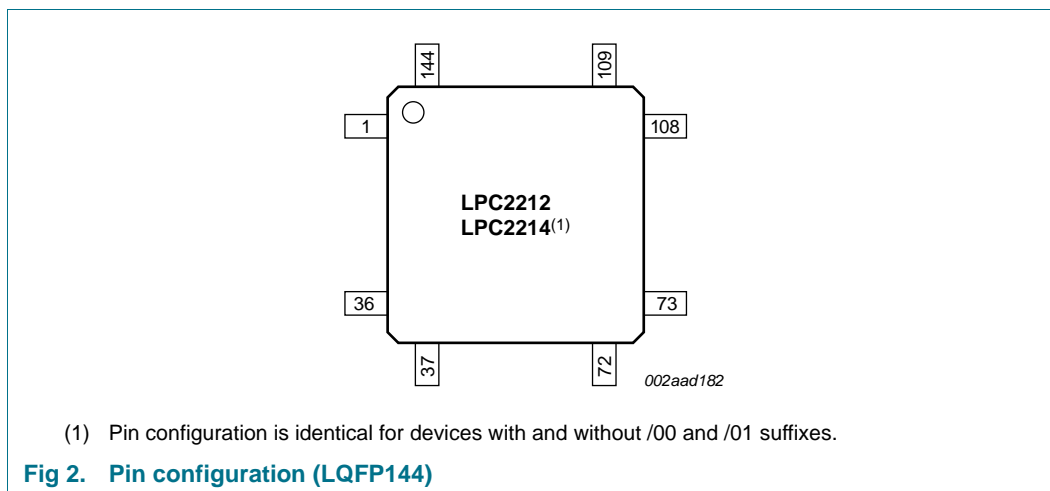 144
109
1
108
LPC2212
LPC2214(1)
36
73
37
72
002aad182
(1) Pin configuration is identical for devices with and without /00 and /01 suffixes.
Fig 2. Pin configuration (LQFP144)